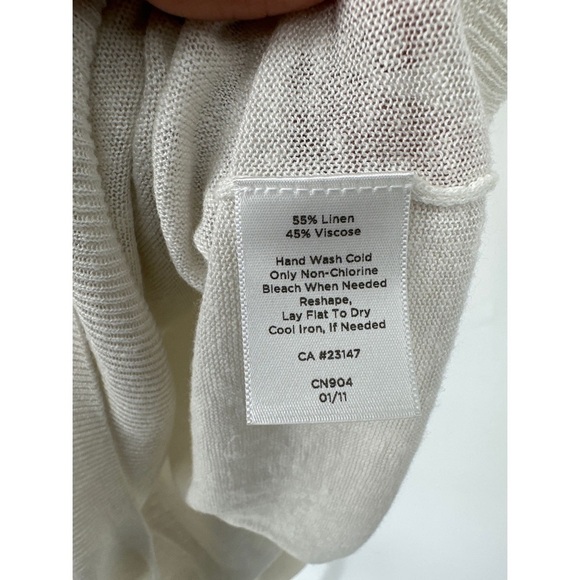 55% Linen
45% Viscose
Hand Wash Cold
Only Non-Chlorine
Bleach When Needed
Reshape,
Lay Flat To Dry
Cool Iron, If Needed
CA #23147
CN904
01/11